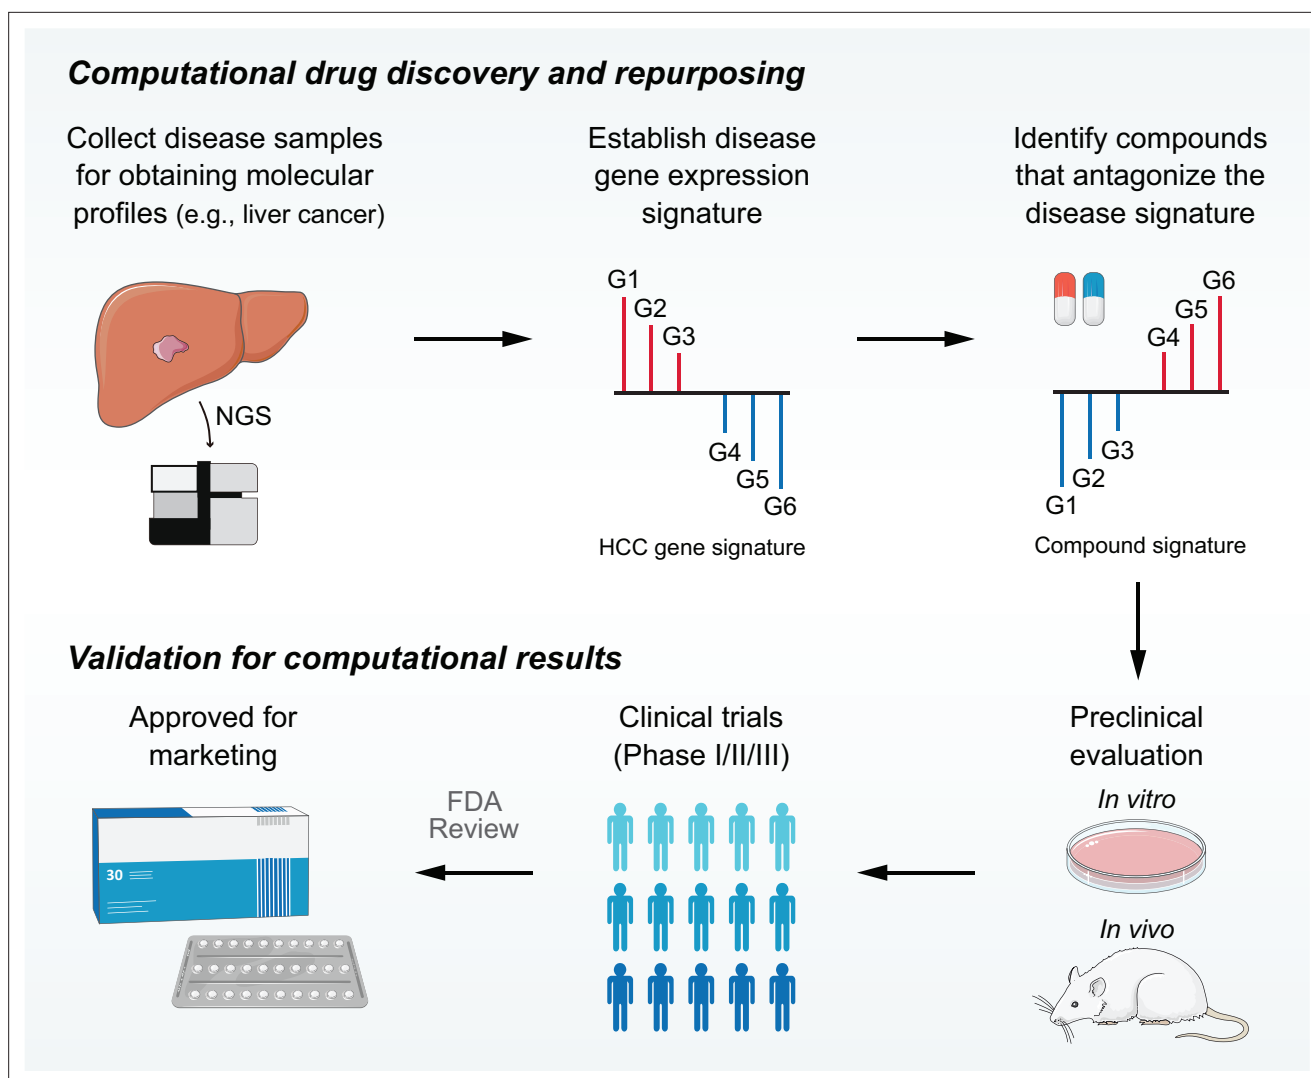 Computational drug discovery and repurposing
Collect disease samples
for obtaining molecular
profiles (e.g., liver cancer)
NGS
Establish disease
gene expression
signature
G1
G2
G3
G4
G5
G6
HCC gene signature
Identify compounds
that antagonize the
disease signature
G6
G5
G4
G3
G2
G1
Compound signature
Validation for computational results
Preclinical
evaluation
In vitro
In vivo
Clinical trials
(Phase I/II/III)
FDA
Review
Approved for
marketing
30